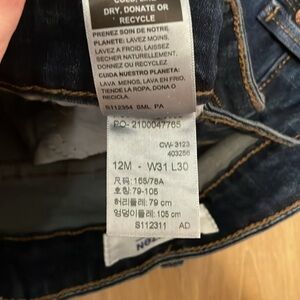 DRY. DONATE OR
RECYCLE
PRENEZ SOIN DE NOTRE
PLANETE: LAVEZ MOINS,
LAVEZ A FROID, LAISSEZ
SECHER NATURELLEMENT,
DONNEZ OU RECYCLEZ.
CUIDA NUESTRO PLANETA:
LAVA MENOS, LAVA EN FRIO,
TIENDE LA ROPA, DONA O
RECICLA.
S112354 SML PA
PO- 2100047765
CW-3123
403256
12M - W31 L30
尺码: 165/78A
호칭: 79-105
허리둘레: 79 cm
엉덩이둘레: 105 cm
S112311 AD